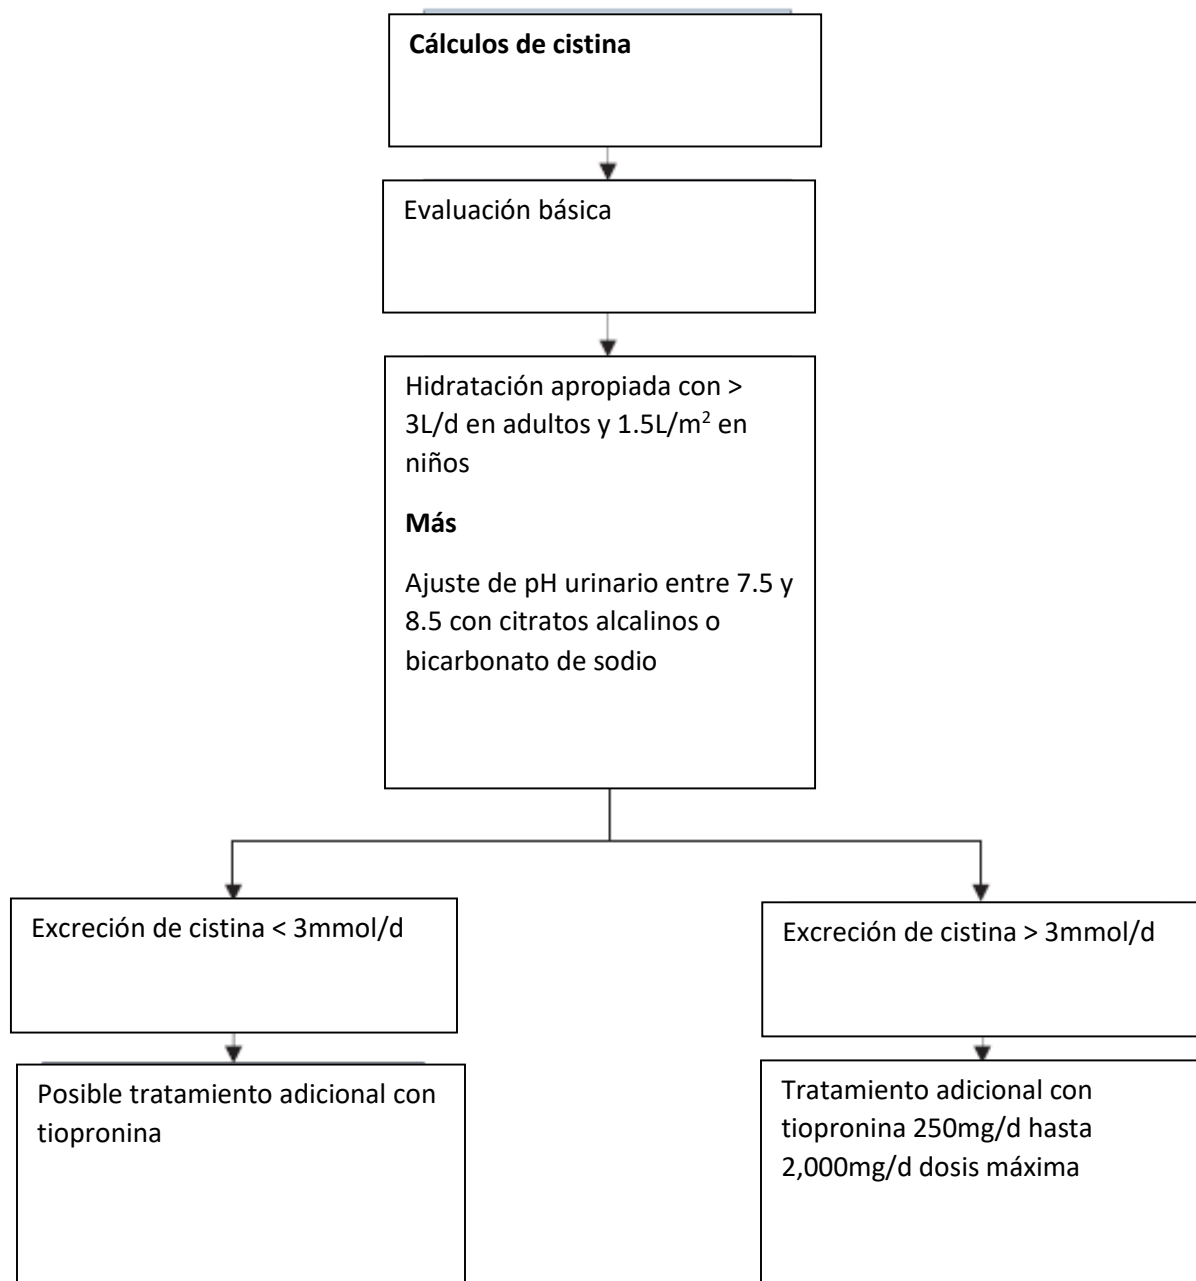 Cálculos de cistina
Evaluación básica
Hidratación apropiada con >
3L/d en adultos y 1.5L/m² en
niños
Más
Ajuste de pH urinario entre 7.5 y
8.5 con citratos alcalinos o
bicarbonato de sodio
Excreción de cistina < 3mmol/d
Excreción de cistina > 3mmol/d
Posible tratamiento adicional con
tiopronina
Tratamiento adicional con
tiopronina 250mg/d hasta
2,000mg/d dosis máxima